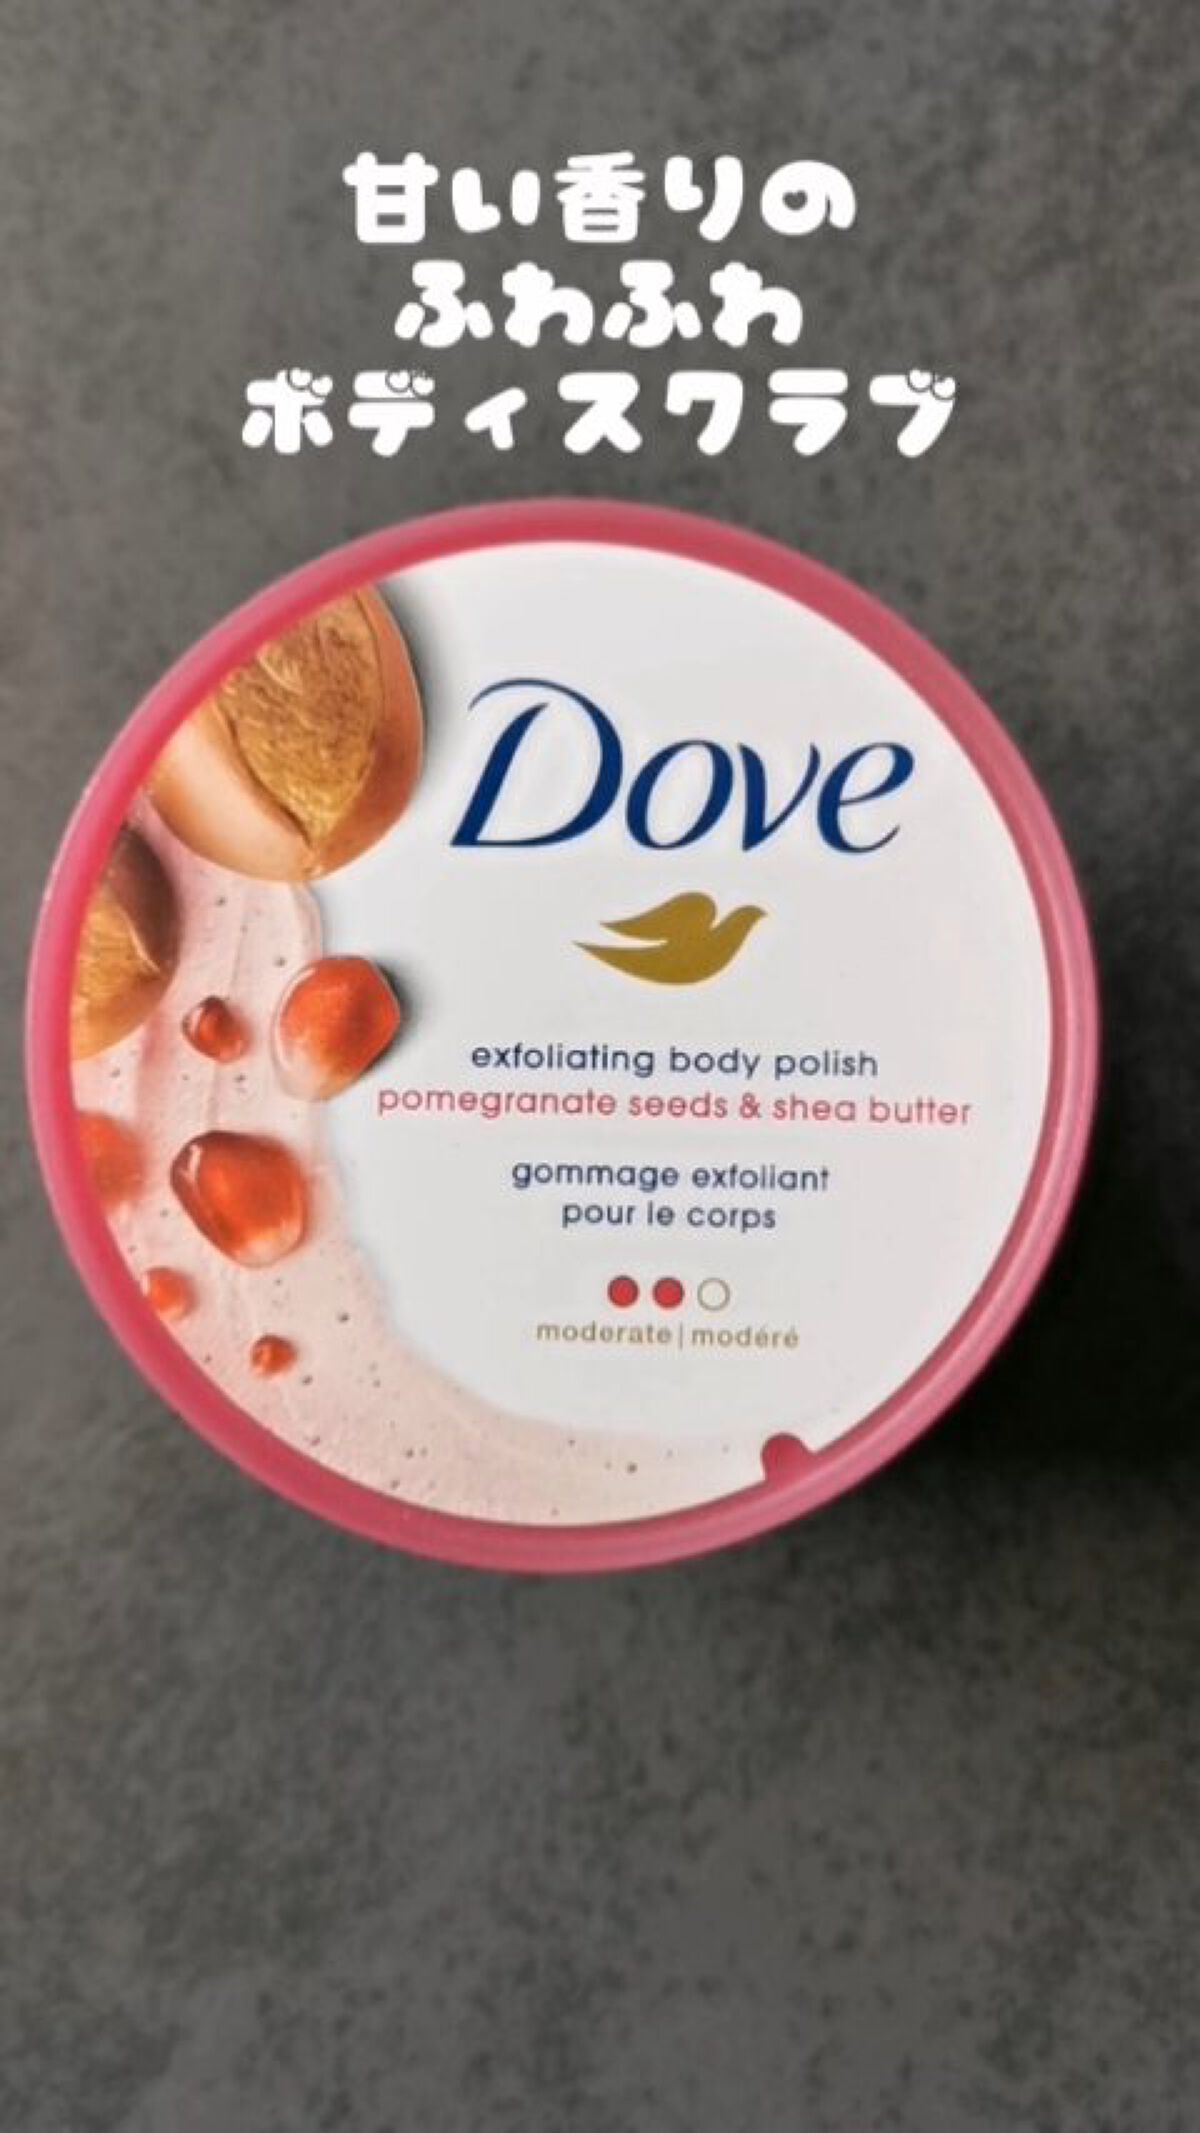 甘い香りの
ふわふわ
ボディスクラブ
Dove
exfoliating body polish
pomegranate seeds & shea butter
gommage exfoliant
pour le corps
moderate | modéré